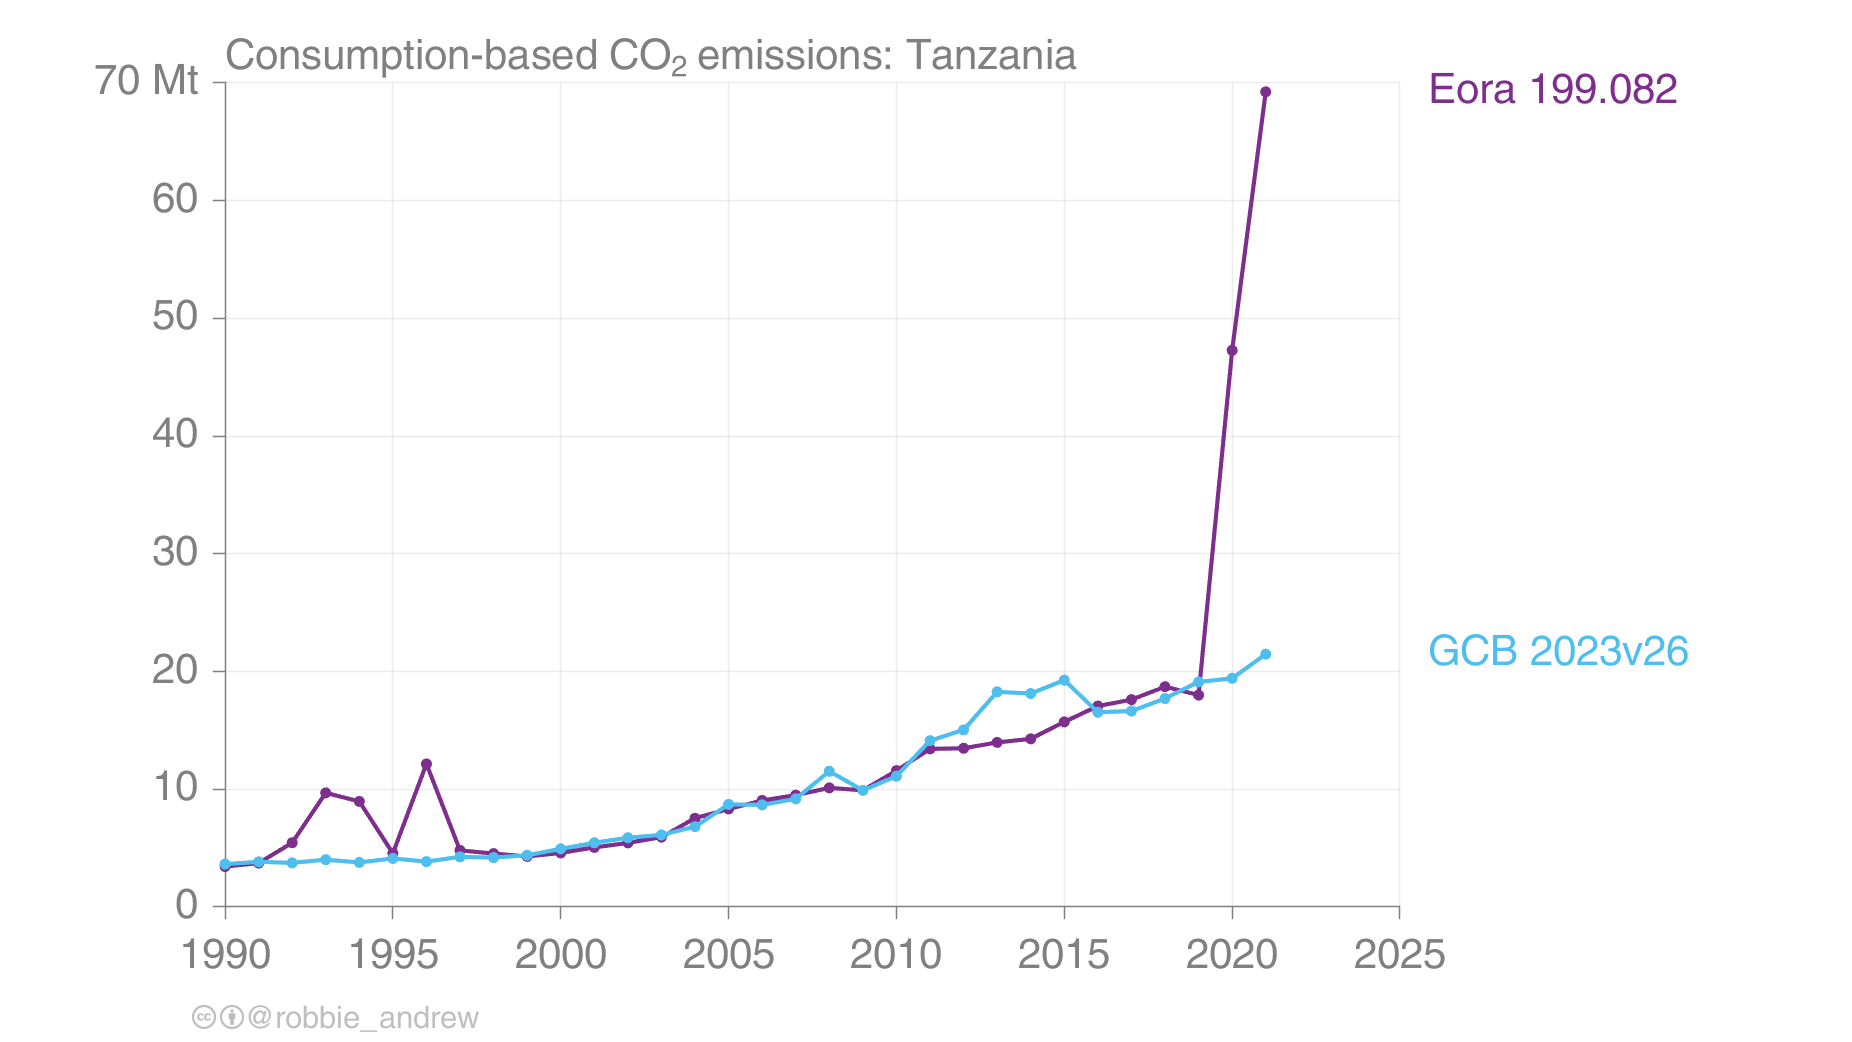 Consumption-based CO₂ emissions: Tanzania
70 Mt
60
50
40
30
20
10
0
1990 1995 2000 2005 2010 2015 2020 2025
Eora 199.082
GCB 2023v26
cc @robbie_andrew